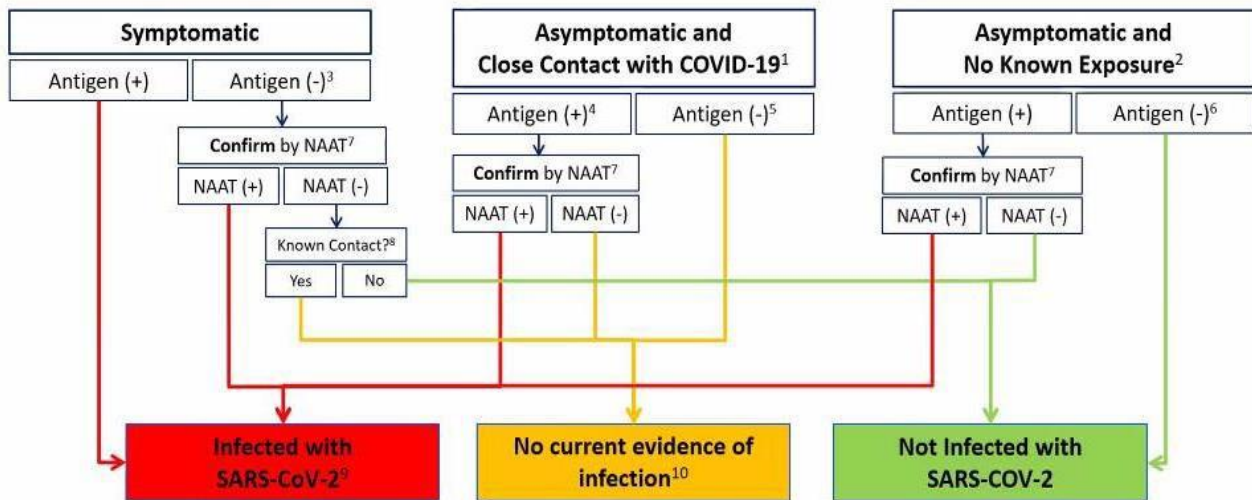 Symptomatic
Antigen (+)
Antigen (-)³
Confirm by NAAT⁷
NAAT (+)
NAAT (-)
Known Contact?⁸
Yes
No
Asymptomatic and
Close Contact with COVID-19¹
Antigen (+)⁴
Antigen (-)⁵
Confirm by NAAT⁷
NAAT (+)
NAAT (-)
Asymptomatic and
No Known Exposure²
Antigen (+)
Antigen (-)⁶
Confirm by NAAT⁷
NAAT (+)
NAAT (-)
Infected with
SARS-CoV-2⁹
No current evidence of
infection¹⁰
Not Infected with
SARS-COV-2